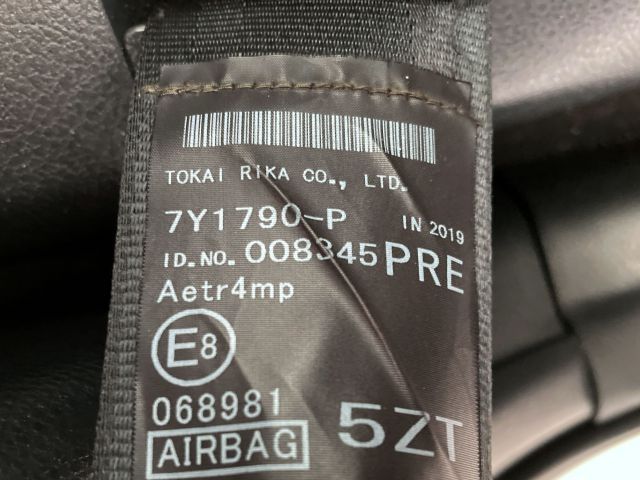 TOKAI RIKA CO., LTD.
7Y1790-P IN 2019
ID.NO. 008345 PRE
Aetr4mp
E8
068981
AIRBAG 5ZT